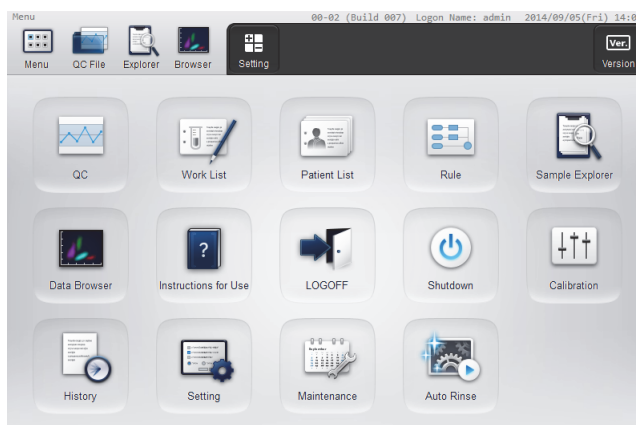 Menu 00-02 (Build 007) Logon Name: admin 2014/09/05(Fri) 14:0
Ver.
Menu QC File Explorer Browser Setting Version
QC Work List Patient List Rule Sample Explorer
?
Data Browser Instructions for Use LOGOFF Shutdown Calibration
History Setting Maintenance Auto Rinse